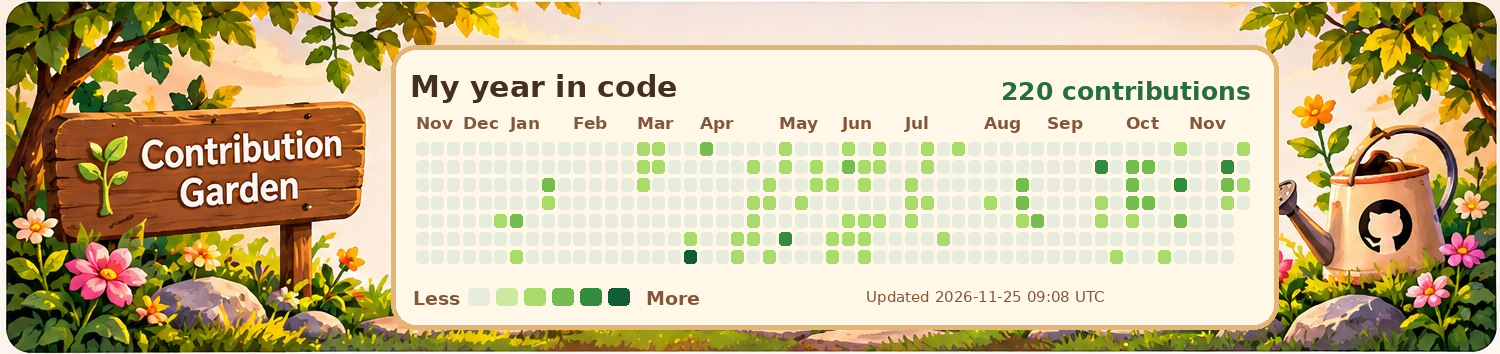 Contribution
Garden
My year in code
220 contributions
Nov Dec Jan Feb Mar Apr May Jun Jul Aug Sep Oct Nov
Less More
Updated 2026-11-25 09:08 UTC